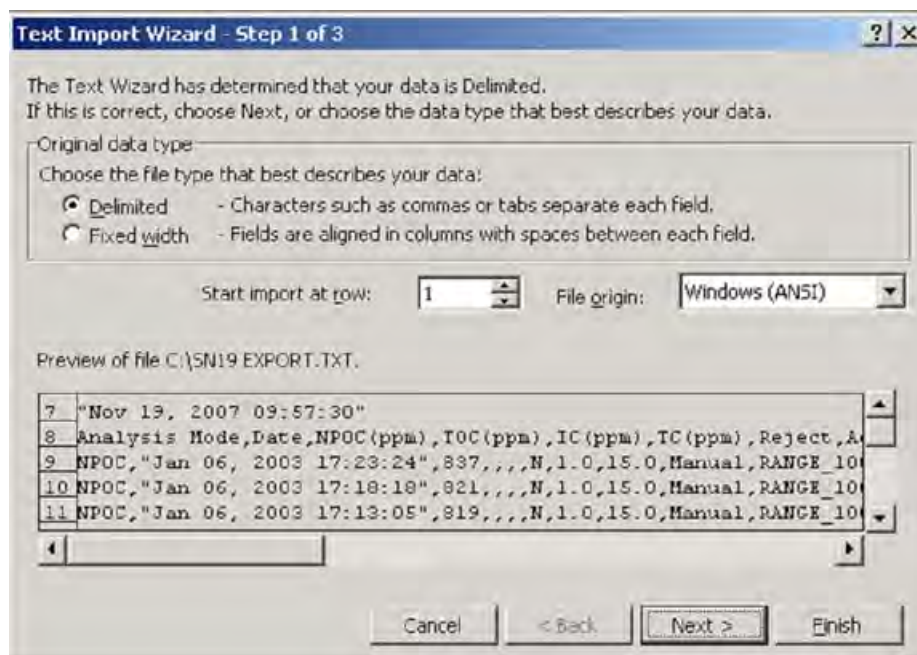 Text Import Wizard - Step 1 of 3
The Text Wizard has determined that your data is Delimited.
If this is correct, choose Next, or choose the data type that best describes your data.
Original data type
Choose the file type that best describes your data:
Delimited - Characters such as commas or tabs separate each field.
Fixed width - Fields are aligned in columns with spaces between each field.
Start import at row: 1 File origin: Windows (ANSI)
Preview of file C:\SN19 EXPORT.TXT.
7 "Nov 19, 2007 09:57:30"
8 Analysis Mode,Date,NPOC(ppm),TOC(ppm),IC(ppm),TC(ppm),Reject,A
9 NPOC,"Jan 06, 2003 17:23:24",837,,,,N,1.0,15.0,Manual,RANGE_10
10 NPOC,"Jan 06, 2003 17:18:18",821,,,,N,1.0,15.0,Manual,RANGE_10
11 NPOC,"Jan 06, 2003 17:13:05",819,,,,N,1.0,15.0,Manual,RANGE_10
Cancel < Back Next > Finish